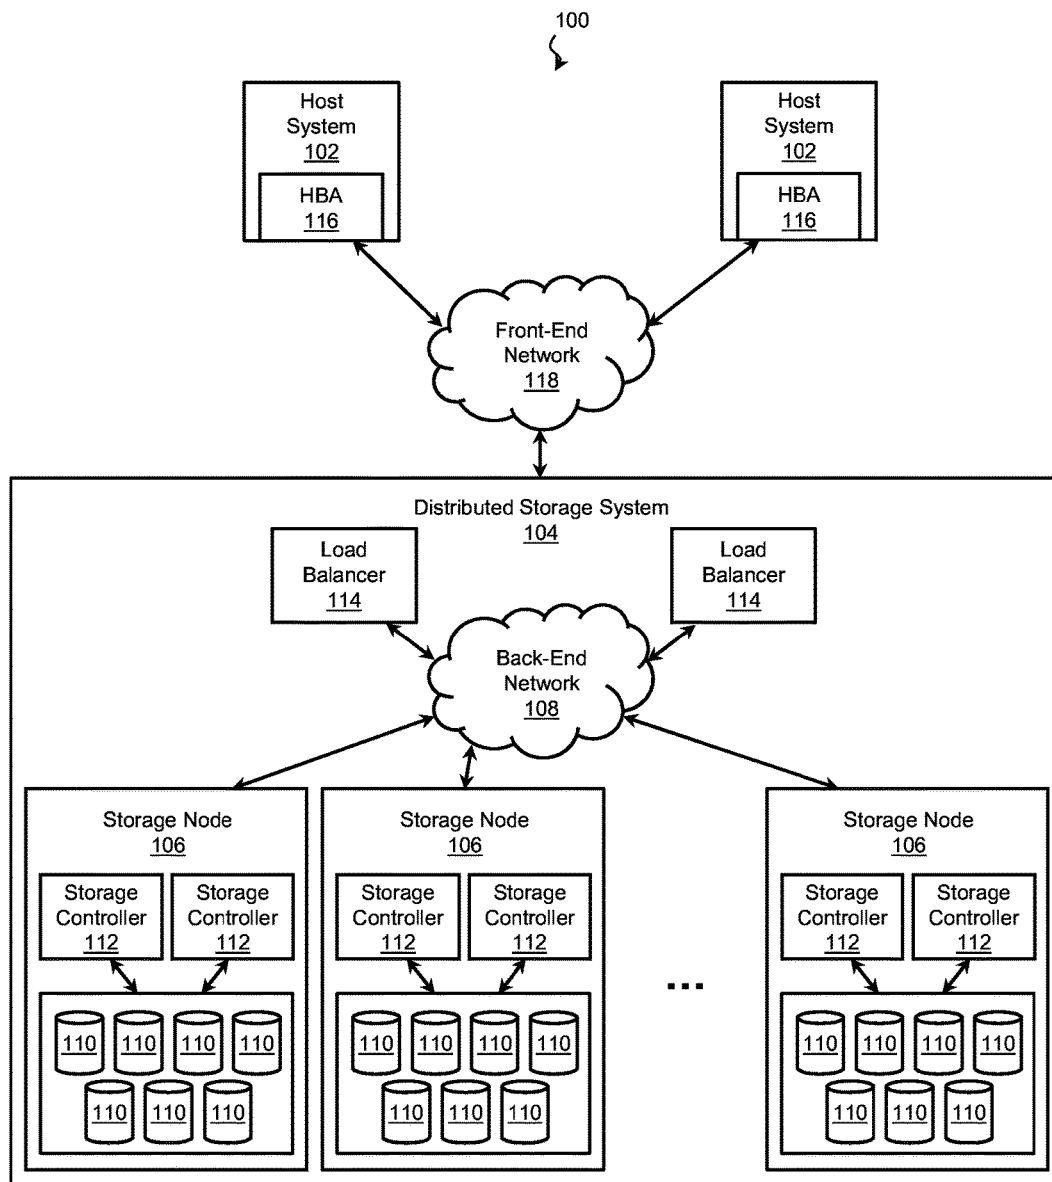 100
Host
System
102
HBA
116
Host
System
102
HBA
116
Front-End
Network
118
Distributed Storage System
104
Load
Balancer
114
Load
Balancer
114
Back-End
Network
108
Storage Node
106
Storage
Controller
112
Storage
Controller
112
110 110 110 110
110 110 110
Storage Node
106
Storage
Controller
112
Storage
Controller
112
110 110 110 110
110 110 110
...
Storage Node
106
Storage
Controller
112
Storage
Controller
112
110 110 110 110
110 110 110